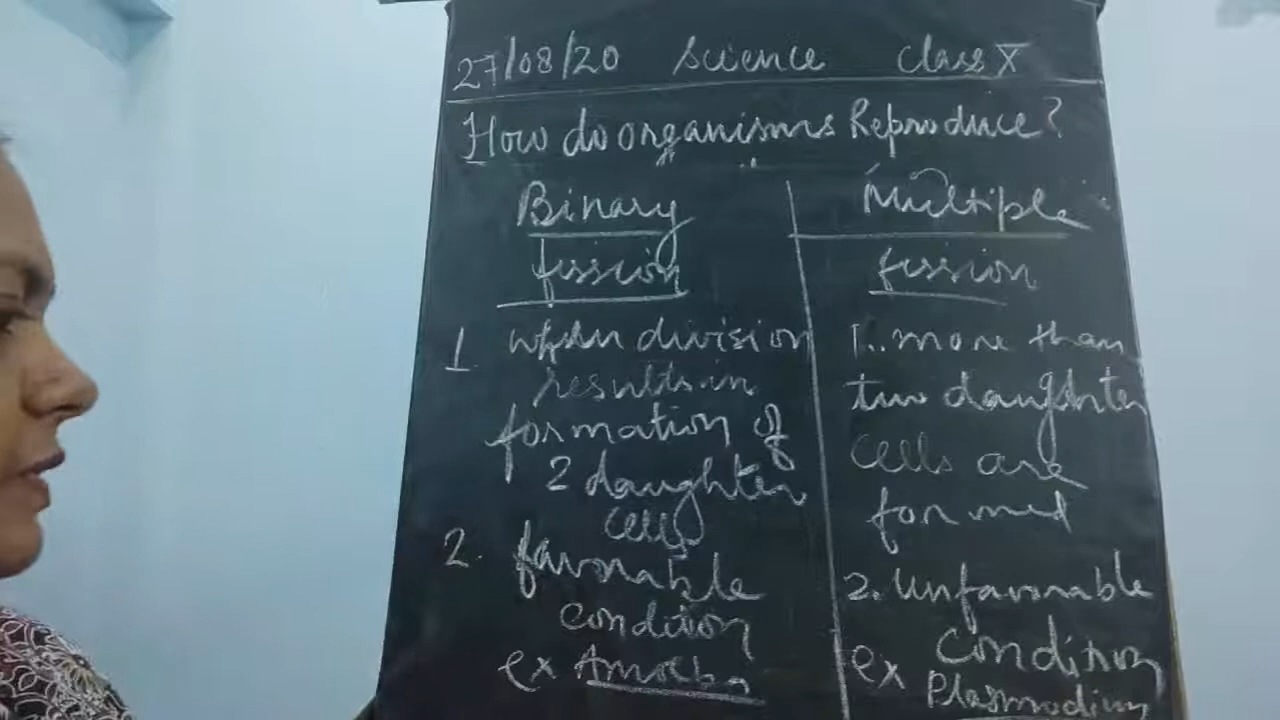 27/08/20 Science Class X
How do organisms Reproduce?
Binary
fission
1. when division
results in
formation of
2 daughter
cells
2. favorable
condition
ex Amoeba
Multiple
fission
1. more than
two daughter
cells are
formed
2. Unfavorable
Condition
ex Plasmodium